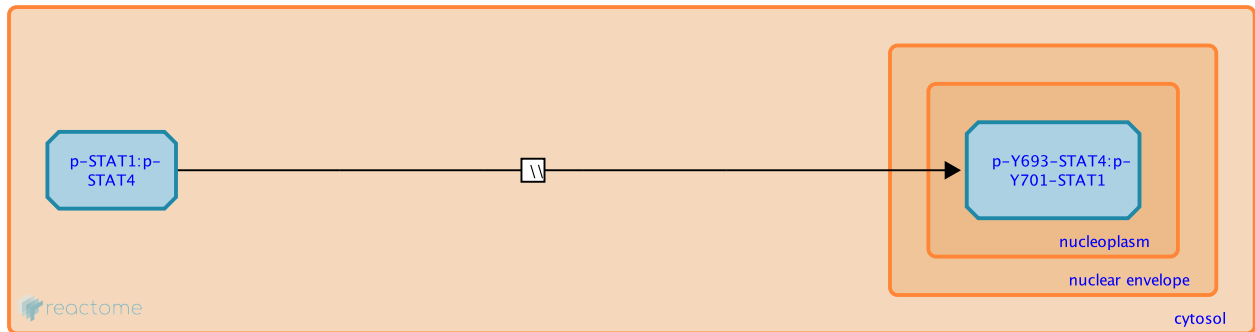 p-STAT1:p-
STAT4
\\
p-Y693-STAT4:p-
Y701-STAT1
nucleoplasm
nuclear envelope
cytosol
reactome